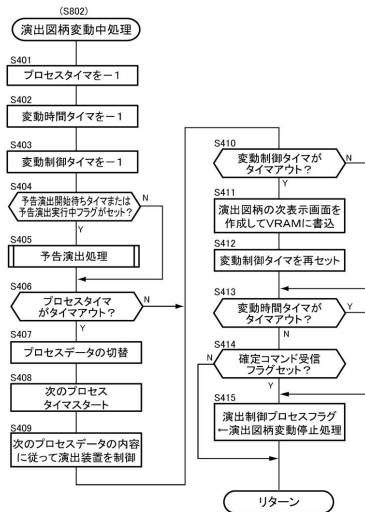 (S802)
演出図柄変動中処理
S401
プロセスタイマを－1
S402
変動時間タイマを－1
S403
変動制御タイマを－1
S404
予告演出開始待ちタイマまたは
予告演出実行中フラグがセット?
N
Y
S405
予告演出処理
S406
プロセスタイマ
がタイムアウト?
N
Y
S407
プロセスデータの切替
S408
次のプロセス
タイマスタート
S409
次のプロセスデータの内容
に従って演出装置を制御
S410
変動制御タイマが
タイムアウト?
N
Y
S411
演出図柄の次表示画面を
作成してVRAMに書込
S412
変動制御タイマを再セット
S413
変動時間タイマが
タイムアウト?
Y
N
S414
確定コマンド受信
フラグセット?
N
Y
S415
演出制御プロセスフラグ
←演出図柄変動停止処理
リターン